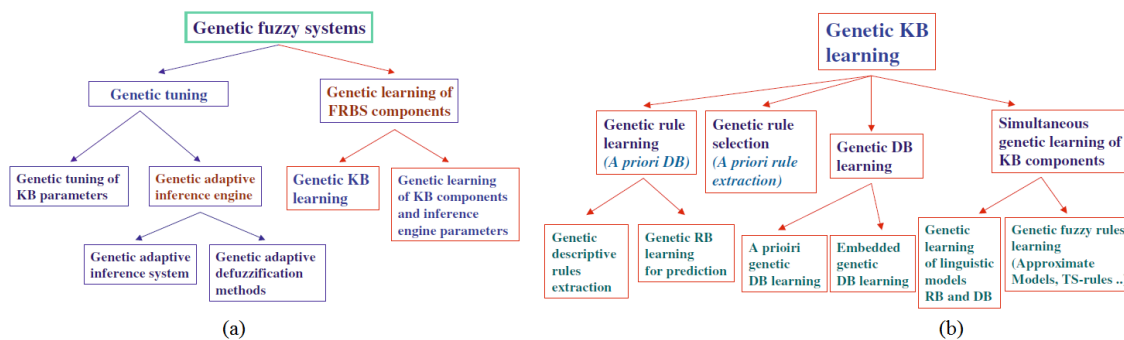 Genetic fuzzy systems
Genetic tuning
Genetic learning of
FRBS components
Genetic tuning of
KB parameters
Genetic adaptive
inference engine
Genetic KB
learning
Genetic learning
of KB components
and inference
engine parameters
Genetic adaptive
inference system
Genetic adaptive
defuzzification
methods
(a)
Genetic KB
learning
Genetic rule
learning
(A priori DB)
Genetic rule
selection
(A priori rule
extraction)
Genetic DB
learning
Simultaneous
genetic learning of
KB components
Genetic
descriptive
rules
extraction
Genetic RB
learning
for prediction
A prioiri
genetic
DB learning
Embedded
genetic
DB learning
Genetic
learning
of linguistic
models
RB and DB
Genetic fuzzy rules
learning
(Approximate
Models, TS-rules ..)
(b)